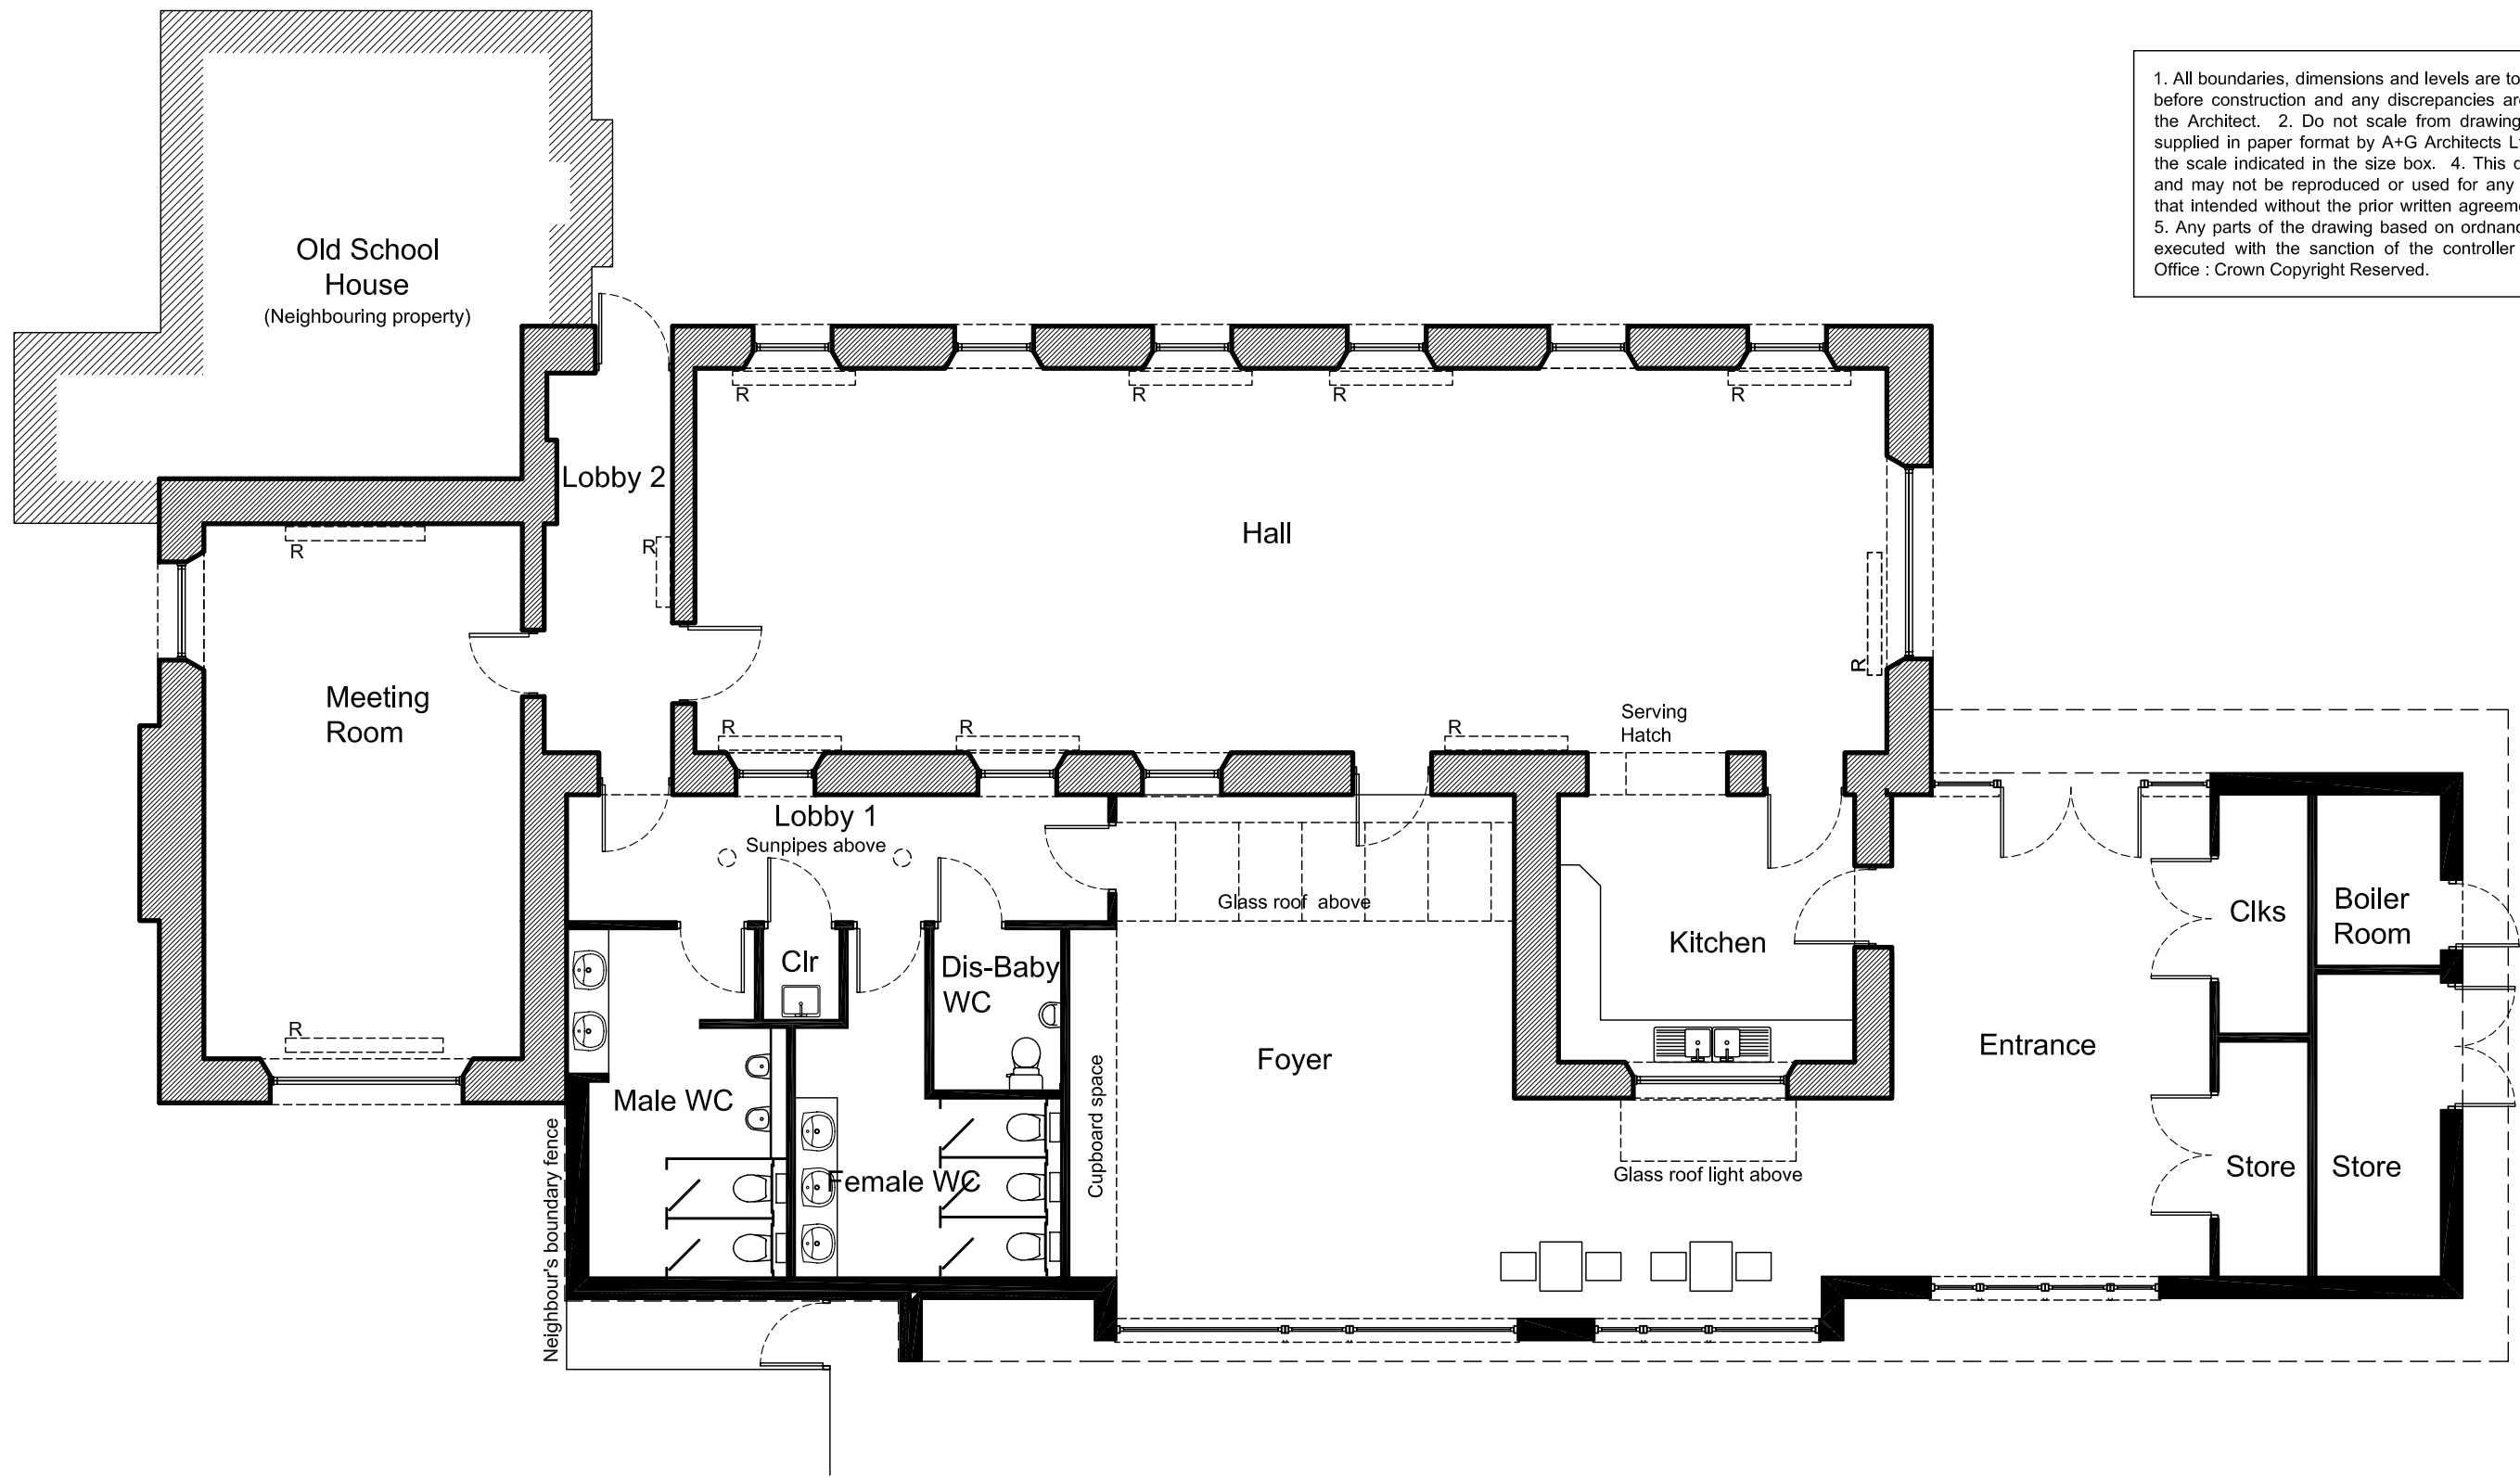 1. All boundaries, dimensions and levels are to
before construction and any discrepancies are
the Architect. 2. Do not scale from drawing
supplied in paper format by A+G Architects
the scale indicated in the size box. 4. This
and may not be reproduced or used for any
that intended without the prior written
5. Any parts of the drawing based on
executed with the sanction of the controller
Office : Crown Copyright Reserved.
Old School
House
(Neighbouring property)
R
R
R
R
Lobby 2
Hall
R
R
R
Meeting
Room
R
R
R
Serving
Hatch
Lobby 1
Sunpipes above
Glass roof above
Kitchen
Clks
Boiler
Room
Clr
Dis-Baby
WC
R
Male WC
Female WC
Cupboard space
Foyer
Entrance
Glass roof light above
Store
Store
Neighbour's boundary fence